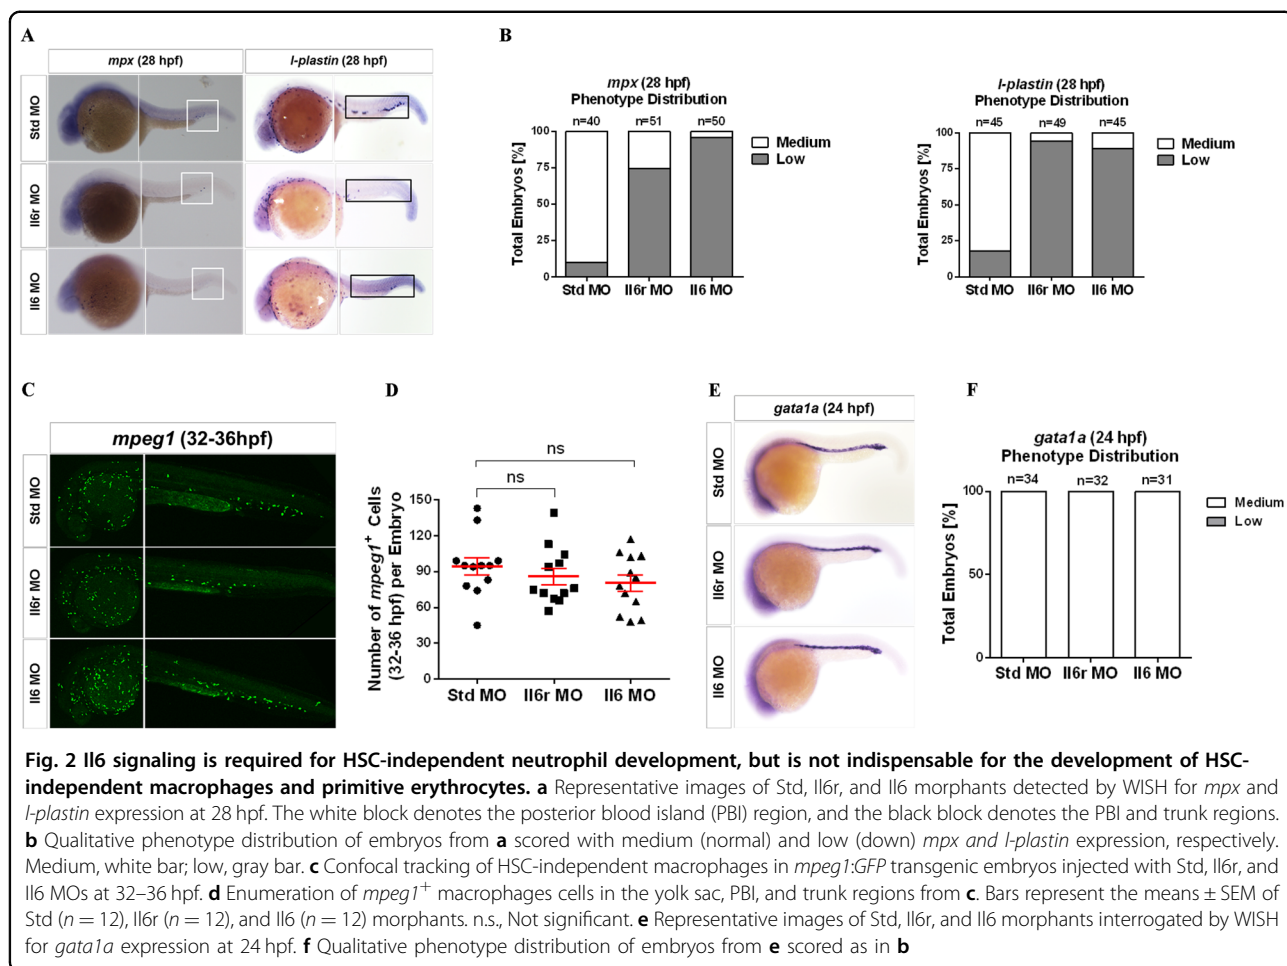 A
mpx (28 hpf)
l-plastin (28 hpf)
Std MO
Il6r MO
Il6 MO
B
mpx (28 hpf)
Phenotype Distribution
n=40 n=51 n=50
100
75
50
25
0
Total Embryos [%]
Std MO Il6r MO Il6 MO
Medium
Low
l-plastin (28 hpf)
Phenotype Distribution
n=45 n=49 n=45
100
75
50
25
0
Total Embryos [%]
Std MO Il6r MO Il6 MO
Medium
Low
C
mpeg1 (32-36hpf)
Std MO
Il6r MO
Il6 MO
D
ns
ns
150
120
90
60
30
0
Number of mpeg1+ Cells
(32-36 hpf) per Embryo
Std MO Il6r MO Il6 MO
E
gata1a (24 hpf)
Std MO
Il6r MO
Il6 MO
F
gata1a (24 hpf)
Phenotype Distribution
n=34 n=32 n=31
100
50
0
Total Embryos [%]
Std MO Il6r MO Il6 MO
Medium
Low
Fig. 2 Il6 signaling is required for HSC-independent neutrophil development, but is not indispensable for the development of HSC-
independent macrophages and primitive erythrocytes. a Representative images of Std, Il6r, and Il6 morphants detected by WISH for mpx and
l-plastin expression at 28 hpf. The white block denotes the posterior blood island (PBI) region, and the black block denotes the PBI and trunk regions.
b Qualitative phenotype distribution of embryos from a scored with medium (normal) and low (down) mpx and l-plastin expression, respectively.
Medium, white bar; low, gray bar. c Confocal tracking of HSC-independent macrophages in mpeg1:GFP transgenic embryos injected with Std, Il6r, and
Il6 MOs at 32–36 hpf. d Enumeration of mpeg1+ macrophages cells in the yolk sac, PBI, and trunk regions from c. Bars represent the means ± SEM of
Std (n = 12), Il6r (n = 12), and Il6 (n = 12) morphants. n.s., Not significant. e Representative images of Std, Il6r, and Il6 morphants interrogated by WISH
for gata1a expression at 24 hpf. f Qualitative phenotype distribution of embryos from e scored as in b